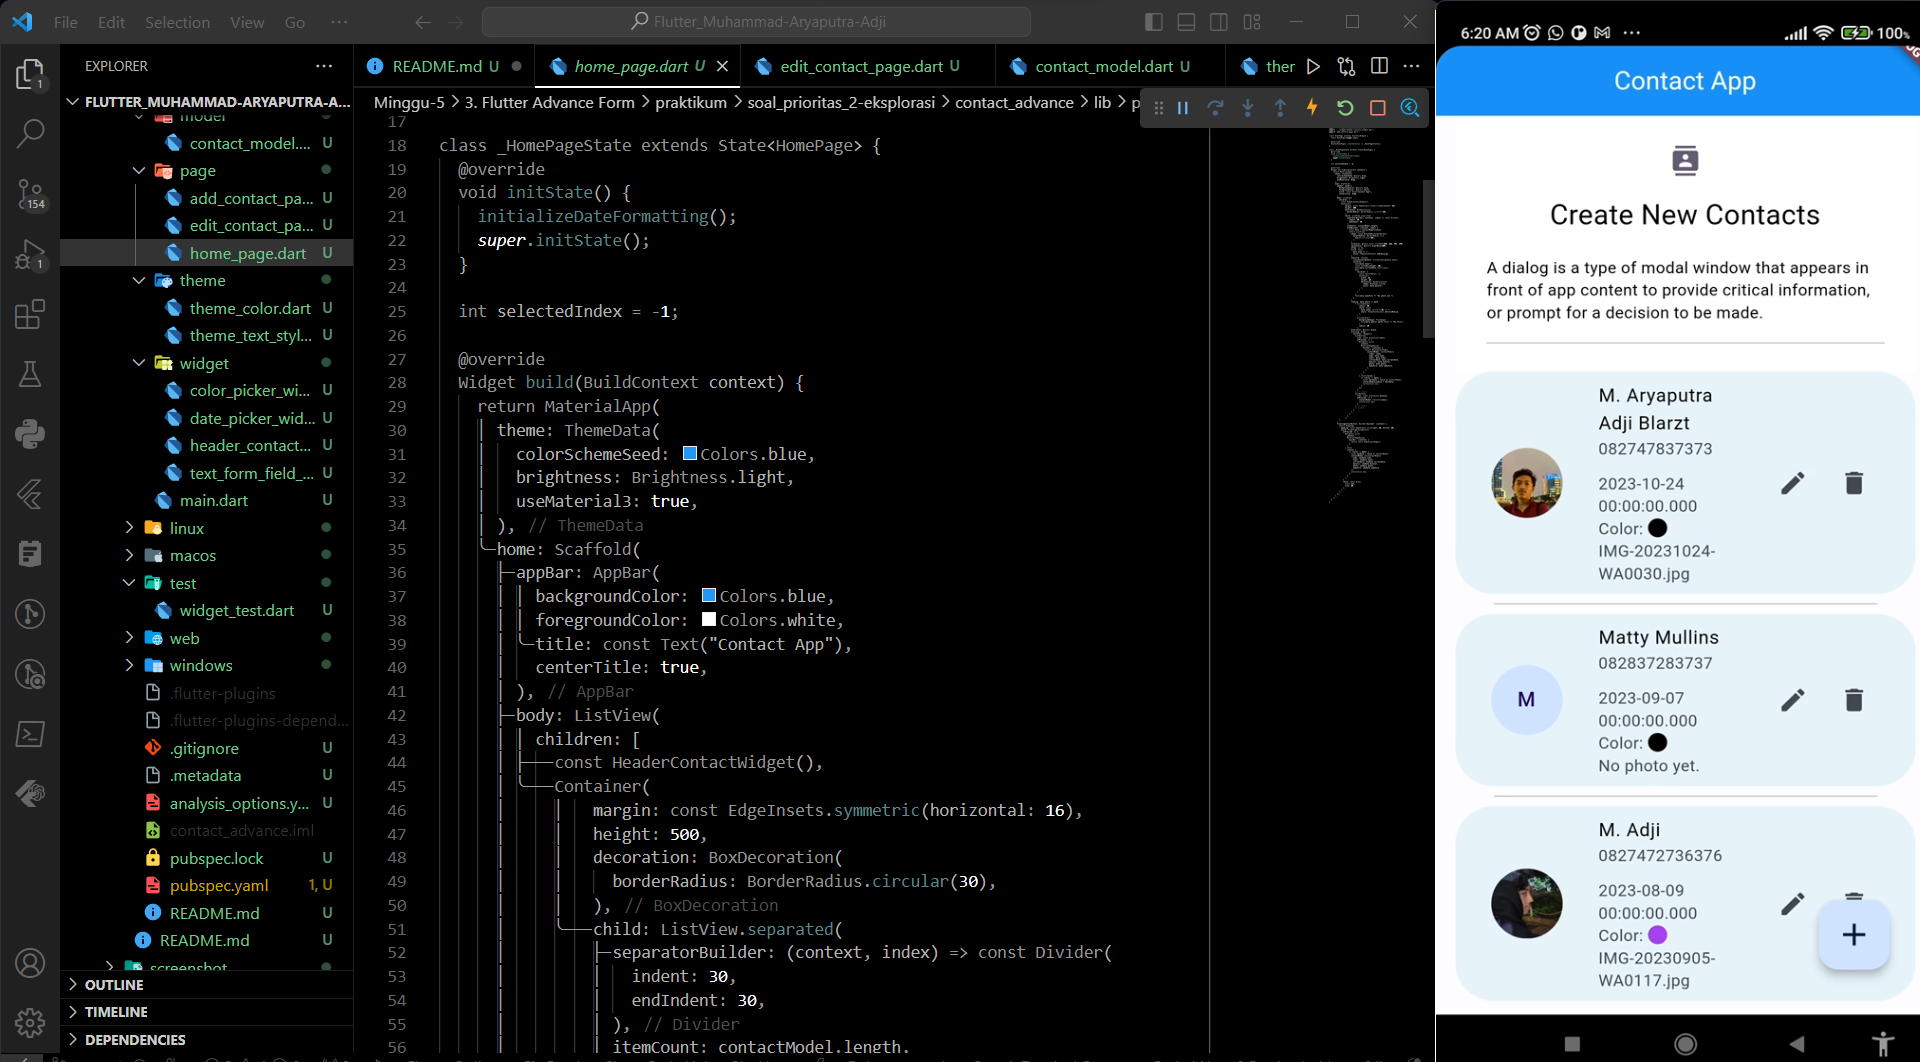 File Edit Selection View Go ···
Flutter_Muhammad-Aryaputra-Adji
EXPLORER ···
FLUTTER_MUHAMMAD-ARYAPUTRA-A...
model
contact_model.... U
page
add_contact_pa... U
edit_contact_pa... U
home_page.dart U
theme
theme_color.dart U
theme_text_styl... U
widget
color_picker_wi... U
date_picker_wid... U
header_contact... U
text_form_field_... U
main.dart U
linux
macos
test
widget_test.dart U
web
windows
.flutter-plugins
.flutter-plugins-depend...
.gitignore U
.metadata U
analysis_options.y... U
contact_advance.iml
pubspec.lock U
pubspec.yaml 1, U
README.md U
README.md U
screenshot
OUTLINE
TIMELINE
DEPENDENCIES
1
154
1
README.md U
home_page.dart U
edit_contact_page.dart U
contact_model.dart U
ther
Minggu-5 > 3. Flutter Advance Form > praktikum > soal_prioritas_2-eksplorasi > contact_advance > lib > p
17
18 class _HomePageState extends State<HomePage> {
19 @override
20 void initState() {
21 initializeDateFormatting();
22 super.initState();
23 }
24
25 int selectedIndex = -1;
26
27 @override
28 Widget build(BuildContext context) {
29 return MaterialApp(
30 theme: ThemeData(
31 colorSchemeSeed: Colors.blue,
32 brightness: Brightness.light,
33 useMaterial3: true,
34 ), // ThemeData
35 home: Scaffold(
36 appBar: AppBar(
37 backgroundColor: Colors.blue,
38 foregroundColor: Colors.white,
39 title: const Text("Contact App"),
40 centerTitle: true,
41 ), // AppBar
42 body: ListView(
43 children: [
44 const HeaderContactWidget(),
45 Container(
46 margin: const EdgeInsets.symmetric(horizontal: 16),
47 height: 500,
48 decoration: BoxDecoration(
49 borderRadius: BorderRadius.circular(30),
50 ), // BoxDecoration
51 child: ListView.separated(
52 separatorBuilder: (context, index) => const Divider(
53 indent: 30,
54 endIndent: 30,
55 ), // Divider
56 itemCount: contactModel.length,
6:20 AM ··· 100%
Contact App
Create New Contacts
A dialog is a type of modal window that appears in
front of app content to provide critical information,
or prompt for a decision to be made.
M. Aryaputra
Adji Blarzt
082747837373
2023-10-24
00:00:00.000
Color:
IMG-20231024-
WA0030.jpg
M
Matty Mullins
082837283737
2023-09-07
00:00:00.000
Color:
No photo yet.
M. Adji
0827472736376
2023-08-09
00:00:00.000
Color:
IMG-20230905-
WA0117.jpg